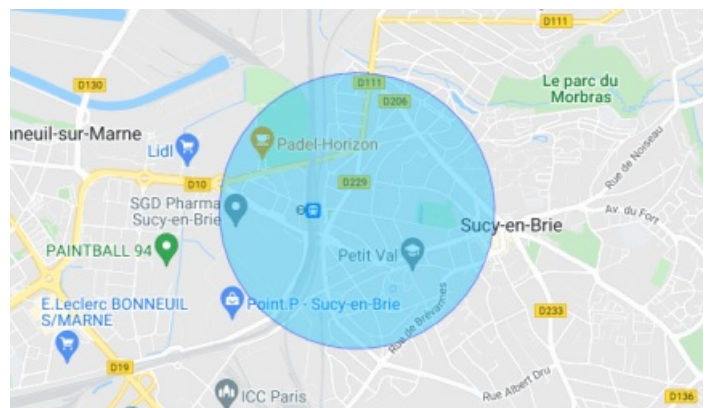 D111
D130
D111
Le parc du
Morbras
D206
nneuil-sur-Marne
Lidl
Padel-Horizon
Rue de Noiseau
D10
D229
SGD Pharma
Sucy-en-Brie
Av. du Fort
Sucy-en-Brie
PAINTBALL 94
Petit Val
E.Leclerc BONNEUIL
S/MARNE
Point.P - Sucy-en-Brie
Rue de Brévannes
D233
D19
ICC Paris
Rue Albert Dru
D136